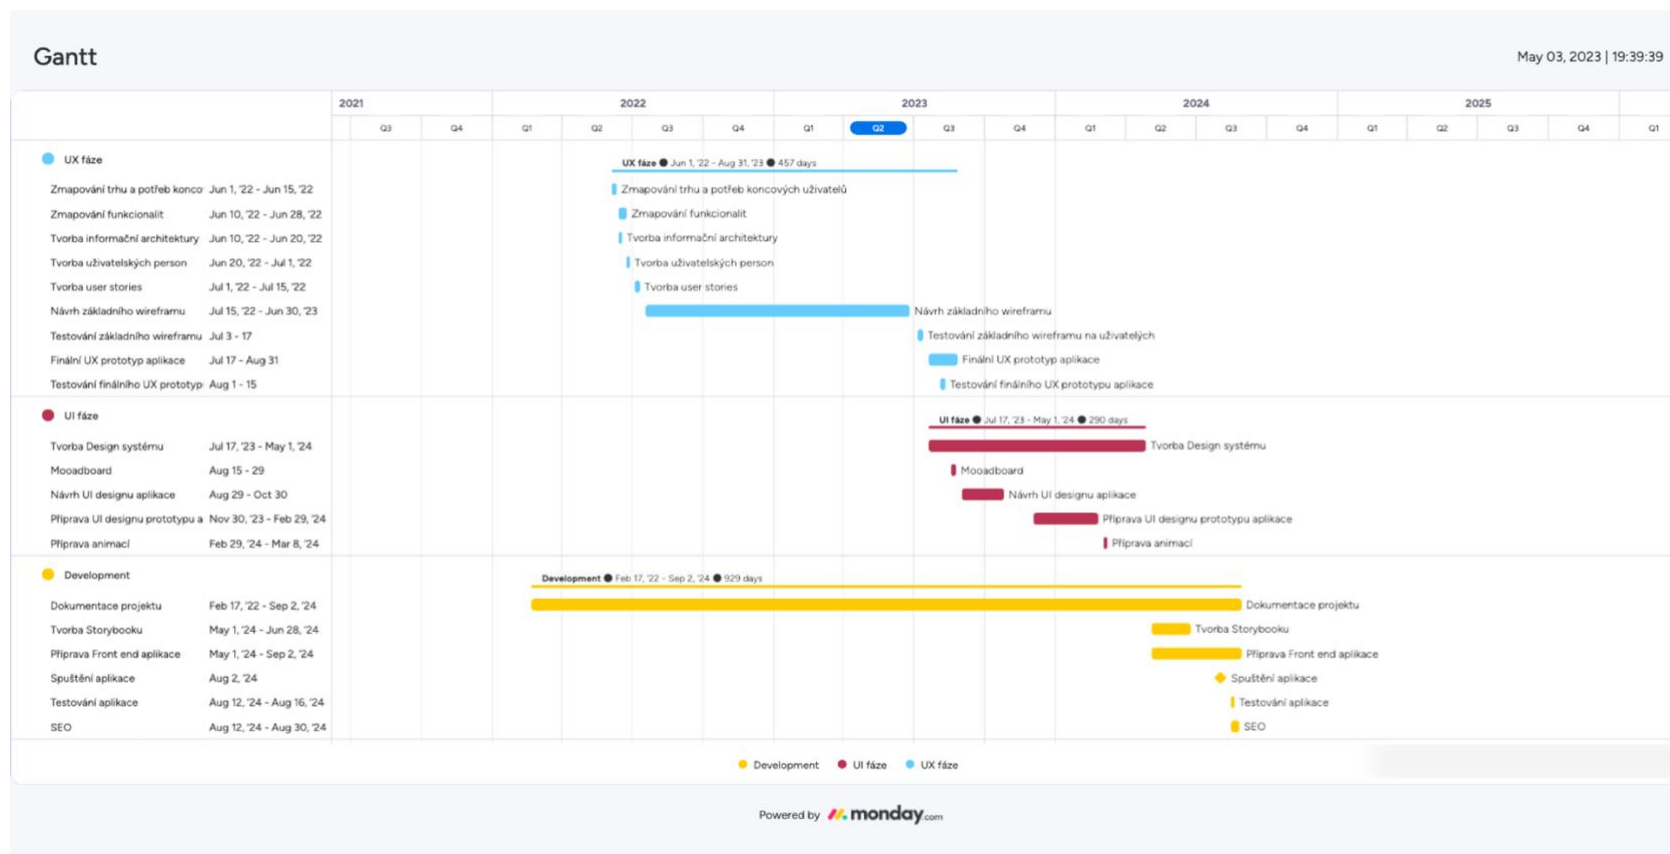 Gantt
May 03, 2023 | 19:39:39
2021 2022 2023 2024 2025
Q3 Q4 Q1 Q2 Q3 Q4 Q1 Q2 Q3 Q4 Q1 Q2 Q3 Q4 Q1 Q2 Q3 Q4 Q1
UX fáze UX fáze ● Jun 1, '22 - Aug 31, '23 ● 457 days
Zmapování trhu a potřeb konco Jun 1, '22 - Jun 15, '22 Zmapování trhu a potřeb koncových uživatelů
Zmapování funkcionalit Jun 10, '22 - Jun 28, '22 Zmapování funkcionalit
Tvorba informační architektury Jun 10, '22 - Jun 20, '22 Tvorba informační architektury
Tvorba uživatelských person Jun 20, '22 - Jul 1, '22 Tvorba uživatelských person
Tvorba user stories Jul 1, '22 - Jul 15, '22 Tvorba user stories
Návrh základního wireframu Jul 15, '22 - Jun 30, '23 Návrh základního wireframu
Testování základního wireframu Jul 3 - 17 Testování základního wireframu na uživatelých
Finální UX prototyp aplikace Jul 17 - Aug 31 Finální UX prototyp aplikace
Testování finálního UX prototyp Aug 1 - 15 Testování finálního UX prototypu aplikace
UI fáze UI fáze ● Jul 17, '23 - May 1, '24 ● 290 days
Tvorba Design systému Jul 17, '23 - May 1, '24 Tvorba Design systému
Mooadboard Aug 15 - 29 Mooadboard
Návrh UI designu aplikace Aug 29 - Oct 30 Návrh UI designu aplikace
Příprava UI designu prototypu a Nov 30, '23 - Feb 29, '24 Příprava UI designu prototypu aplikace
Příprava animací Feb 29, '24 - Mar 8, '24 Příprava animací
Development Development ● Feb 17, '22 - Sep 2, '24 ● 929 days
Dokumentace projektu Feb 17, '22 - Sep 2, '24 Dokumentace projektu
Tvorba Storybooku May 1, '24 - Jun 28, '24 Tvorba Storybooku
Příprava Front end aplikace May 1, '24 - Sep 2, '24 Příprava Front end aplikace
Spuštění aplikace Aug 2, '24 Spuštění aplikace
Testování aplikace Aug 12, '24 - Aug 16, '24 Testování aplikace
SEO Aug 12, '24 - Aug 30, '24 SEO
Development UI fáze UX fáze
Powered by monday.com